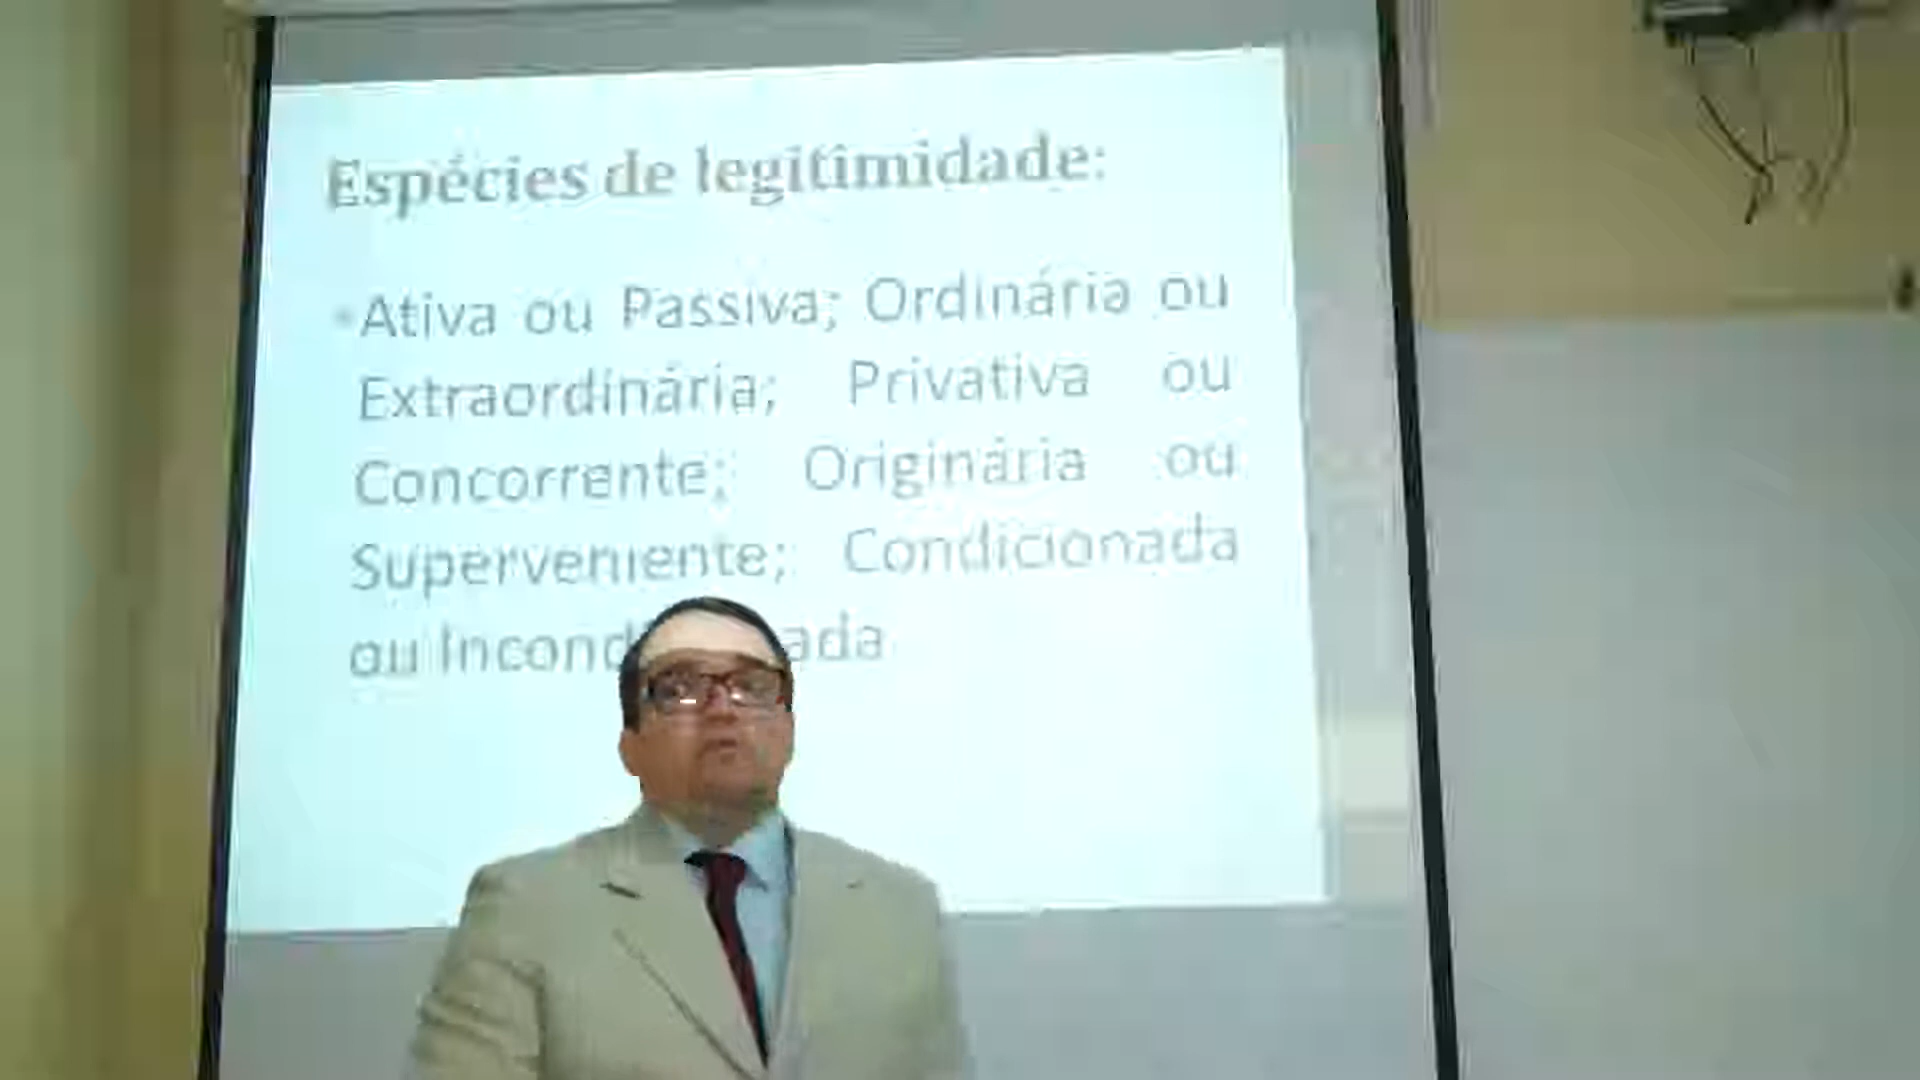 Espécies de legitimidade:
Ativa ou Passiva; Ordinária ou
Extraordinária; Privativa ou
Concorrente; Originária ou
Superveniente; Condicionada
ou